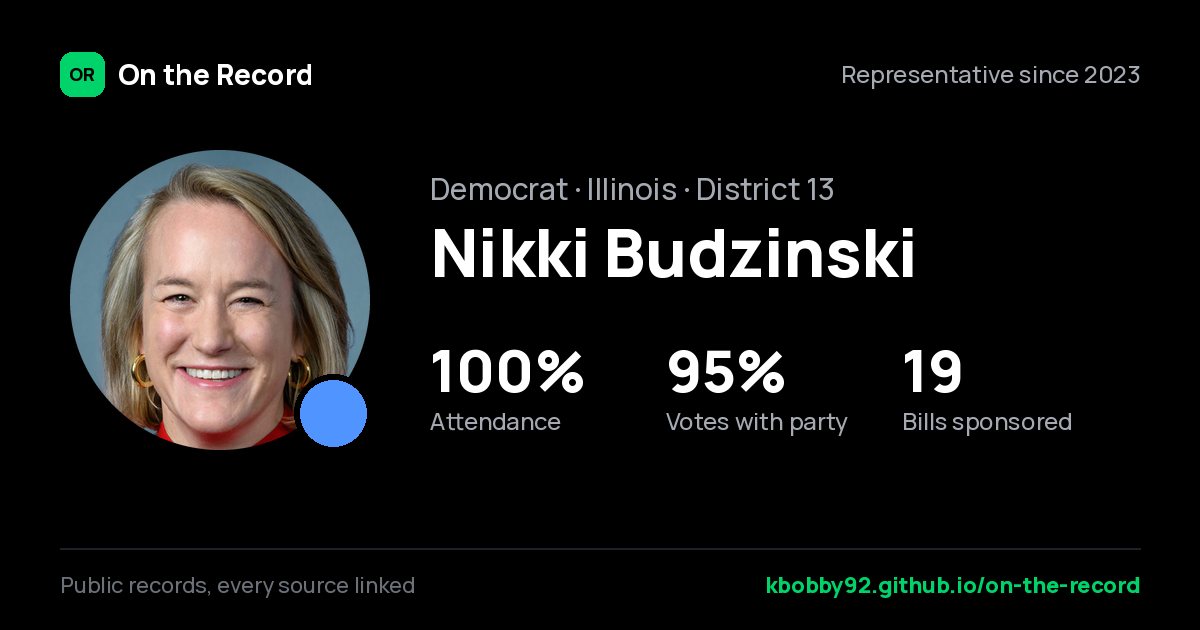 OR On the Record
Representative since 2023
Democrat · Illinois · District 13
Nikki Budzinski
100% 95% 19
Attendance Votes with party Bills sponsored
Public records, every source linked
kbobby92.github.io/on-the-record